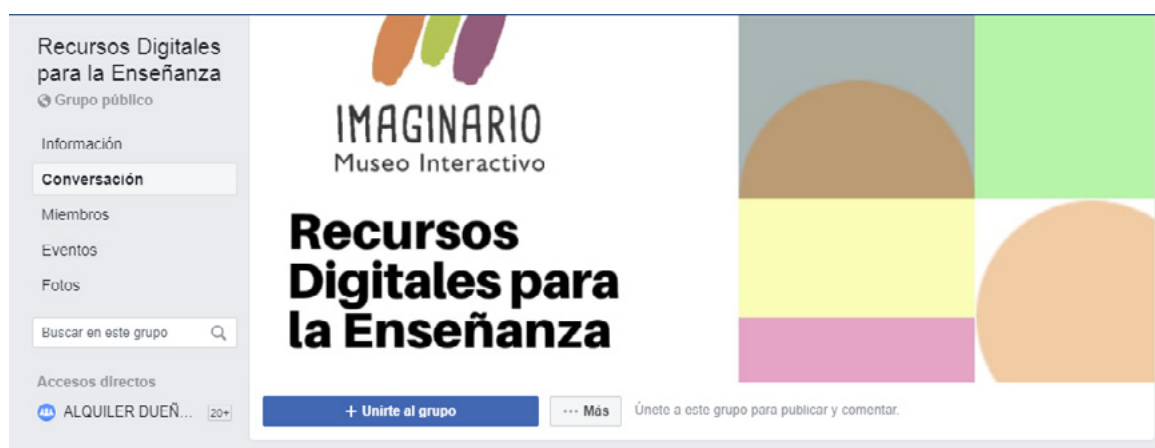 Recursos Digitales
para la Enseñanza
Grupo público
Información
Conversación
Miembros
Eventos
Fotos
Buscar en este grupo
Accesos directos
ALQUILER DUEÑ... 20+
IMAGINARIO
Museo Interactivo
Recursos
Digitales para
la Enseñanza
+ Unirte al grupo
··· Más
Únete a este grupo para publicar y comentar.